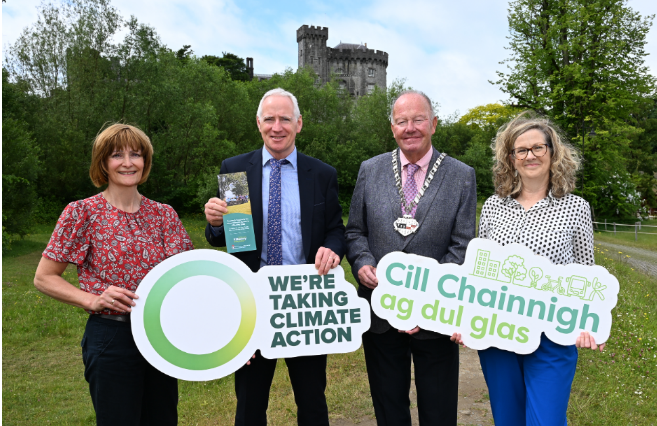 WE'RE
TAKING
CLIMATE
ACTION
Cill Chainnigh
ag dul glas